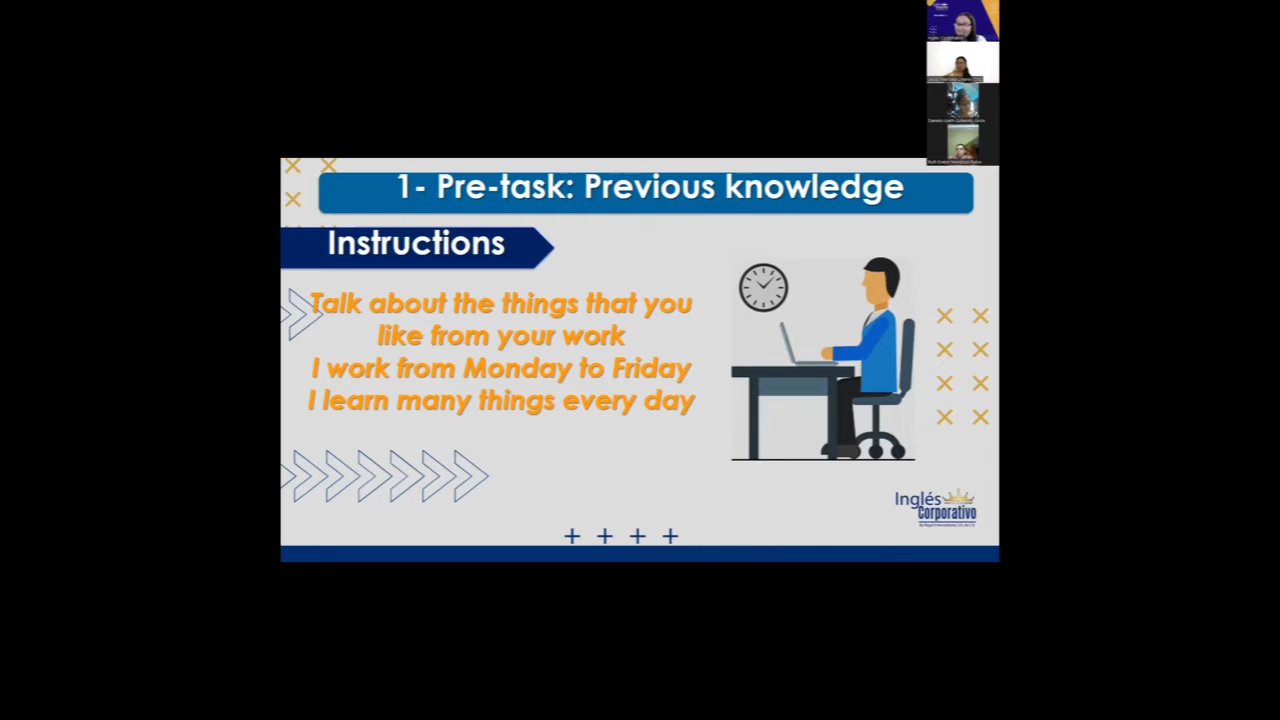 1- Pre-task: Previous knowledge
Instructions
Talk about the things that you
like from your work
I work from Monday to Friday
I learn many things every day
Inglés
Corporativo